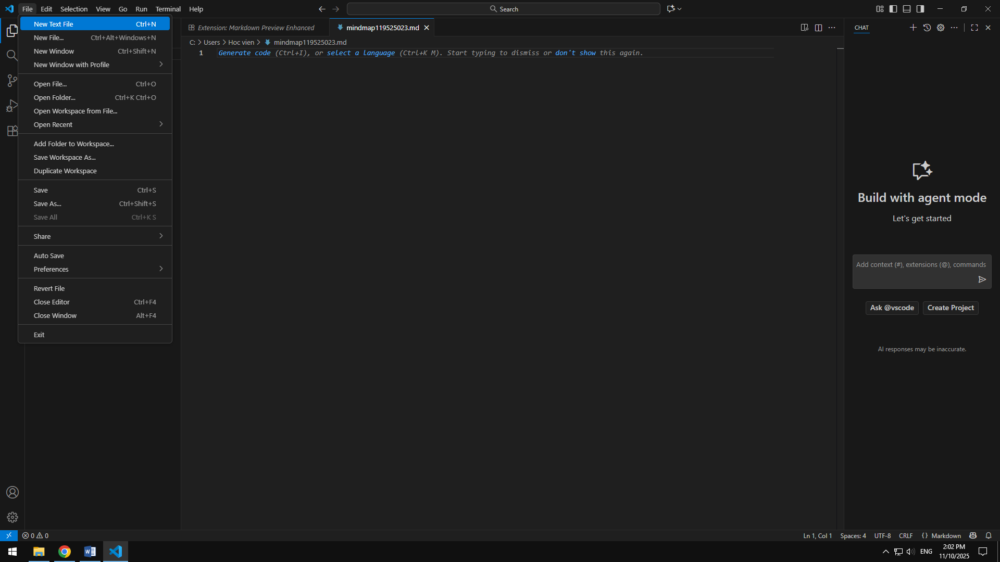 File Edit Selection View Go Run Terminal Help
Search
New Text File Ctrl+N
New File... Ctrl+Alt+Windows+N
New Window Ctrl+Shift+N
New Window with Profile
Open File... Ctrl+O
Open Folder... Ctrl+K Ctrl+O
Open Workspace from File...
Open Recent
Add Folder to Workspace...
Save Workspace As...
Duplicate Workspace
Save Ctrl+S
Save As... Ctrl+Shift+S
Save All Ctrl+K S
Share
Auto Save
Preferences
Revert File
Close Editor Ctrl+F4
Close Window Alt+F4
Exit
Extension: Markdown Preview Enhanced
mindmap119525023.md
C: > Users > Hoc vien > mindmap119525023.md
1 Generate code (Ctrl+I), or select a language (Ctrl+K M). Start typing to dismiss or don't show this again.
CHAT
Build with agent mode
Let's get started
Add context (#), extensions (@), commands
Ask @vscode Create Project
AI responses may be inaccurate.
0 0
Ln 1, Col 1 Spaces: 4 UTF-8 CRLF {} Markdown
ENG
2:02 PM
11/10/2025